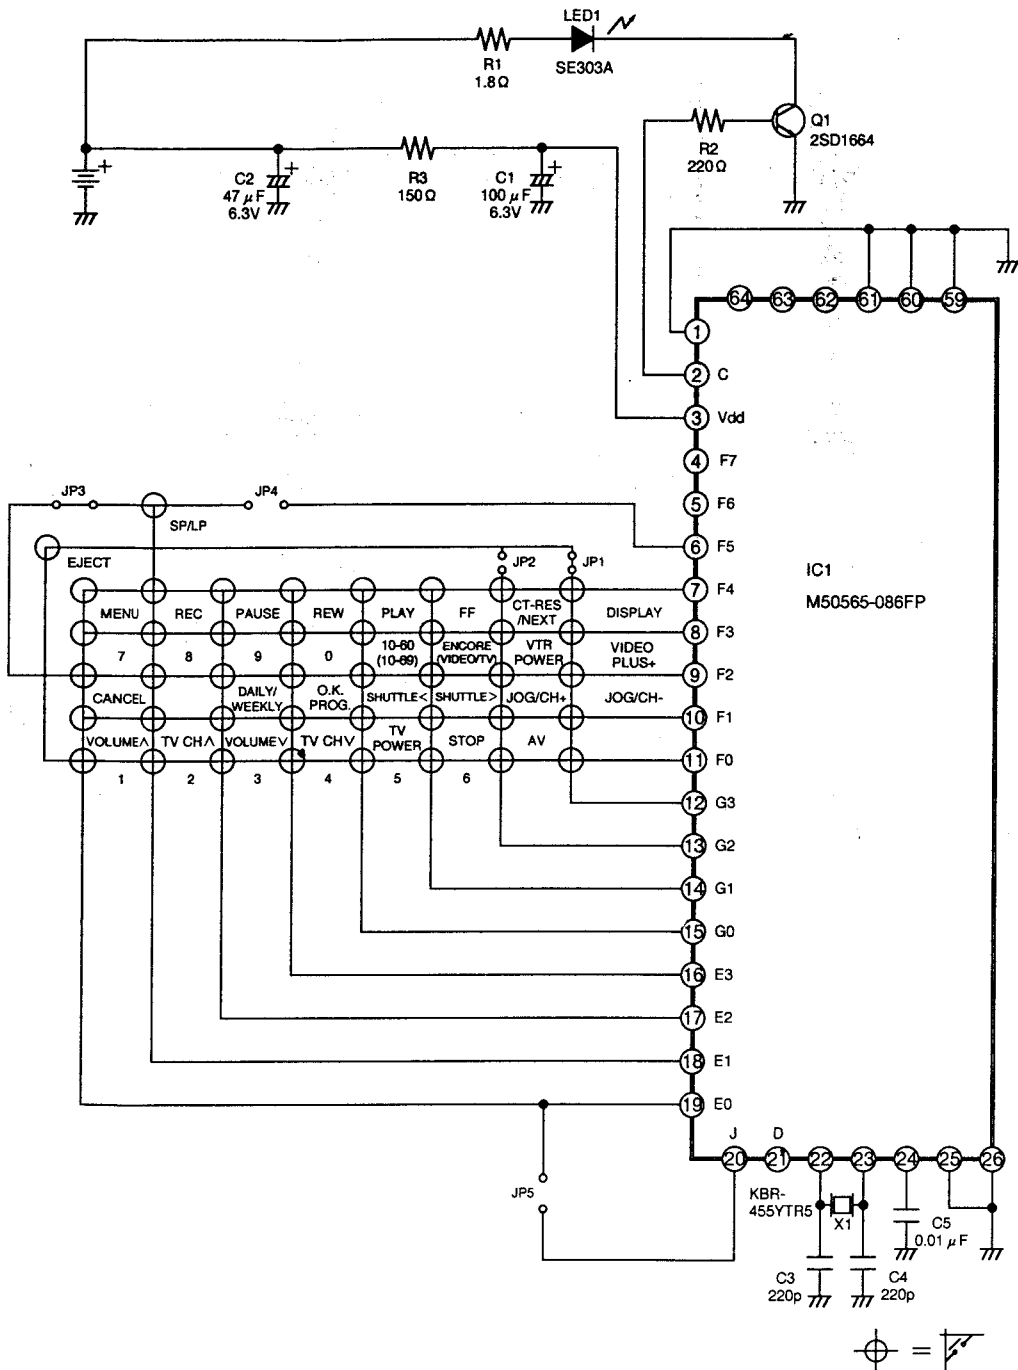 LED1
R1
1.8Ω
SE303A
Q1
2SD1664
R2
220Ω
+
C2
47μF
6.3V
+
R3
150Ω
C1
100μF
6.3V
+
64 63 62 61 60 59
1
2 C
3 Vdd
4 F7
JP3
JP4
SP/LP
5 F6
EJECT
JP2
JP1
6 F5
IC1
M50565-086FP
7 F4
MENU REC PAUSE REW PLAY FF CT-RES/NEXT DISPLAY
8 F3
7 8 9 0 10-60 (10-69) ENCORE (VIDEO/TV) VTR POWER VIDEO PLUS+
9 F2
CANCEL DAILY/WEEKLY O.K. PROG. SHUTTLE< SHUTTLE> JOG/CH+ JOG/CH-
10 F1
VOLUME∧ TV CH∧ VOLUME∨ TV CH∨ TV POWER STOP AV
11 F0
1 2 3 4 5 6
12 G3
13 G2
14 G1
15 G0
16 E3
17 E2
18 E1
19 E0
J D
20 21 22 23 24 25 26
JP5
KBR-
455YTR5
X1
C5
0.01μF
C3
220p
C4
220p
=